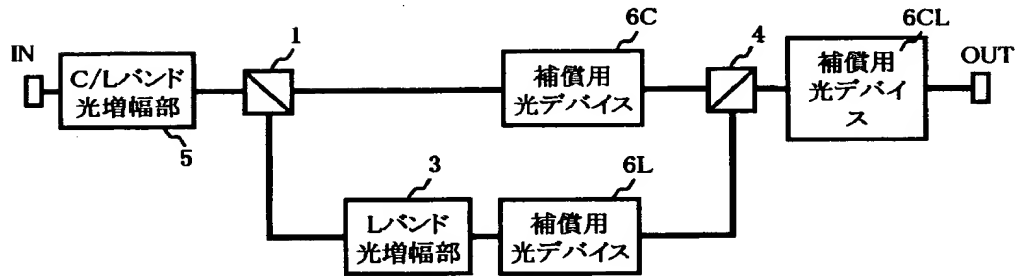 IN
C/Lバンド
光増幅部
5
1
6C
補償用
光デバイス
4
6CL
補償用
光デバイ
ス
OUT
3
Lバンド
光増幅部
6L
補償用
光デバイス